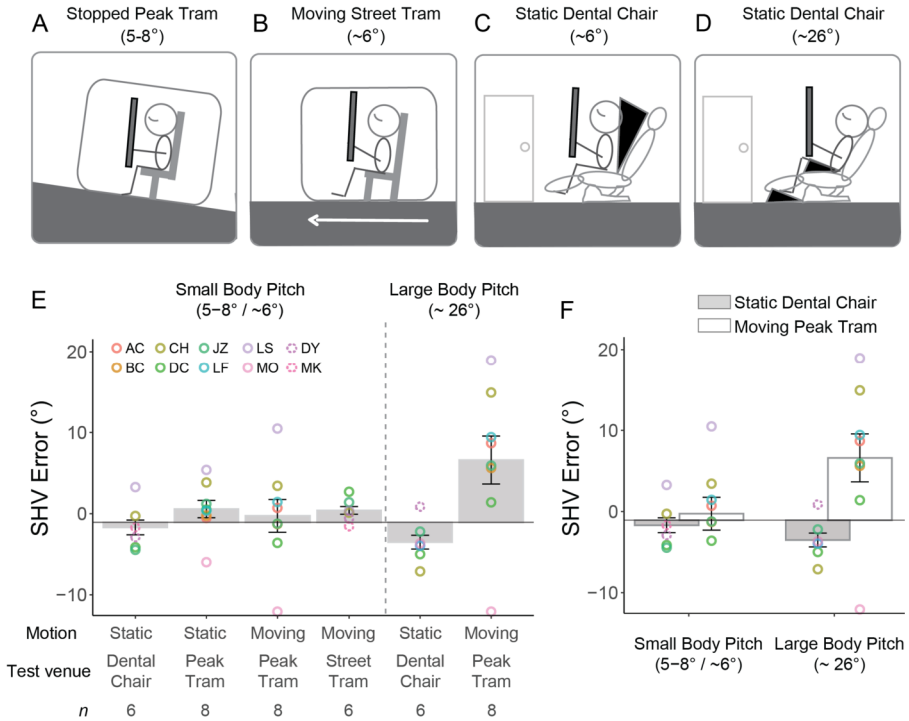 A
Stopped Peak Tram
(5-8°)
B
Moving Street Tram
(~6°)
C
Static Dental Chair
(~6°)
D
Static Dental Chair
(~26°)
E
Small Body Pitch
(5−8° / ~6°)
Large Body Pitch
(~ 26°)
AC CH JZ LS DY
BC DC LF MO MK
SHV Error (°)
20
10
0
−10
Motion Static Static Moving Moving Static Moving
Test venue Dental Chair Peak Tram Peak Tram Street Tram Dental Chair Peak Tram
n 6 8 8 6 6 8
F
Static Dental Chair
Moving Peak Tram
SHV Error (°)
20
10
0
−10
Small Body Pitch
(5−8° / ~6°)
Large Body Pitch
(~ 26°)